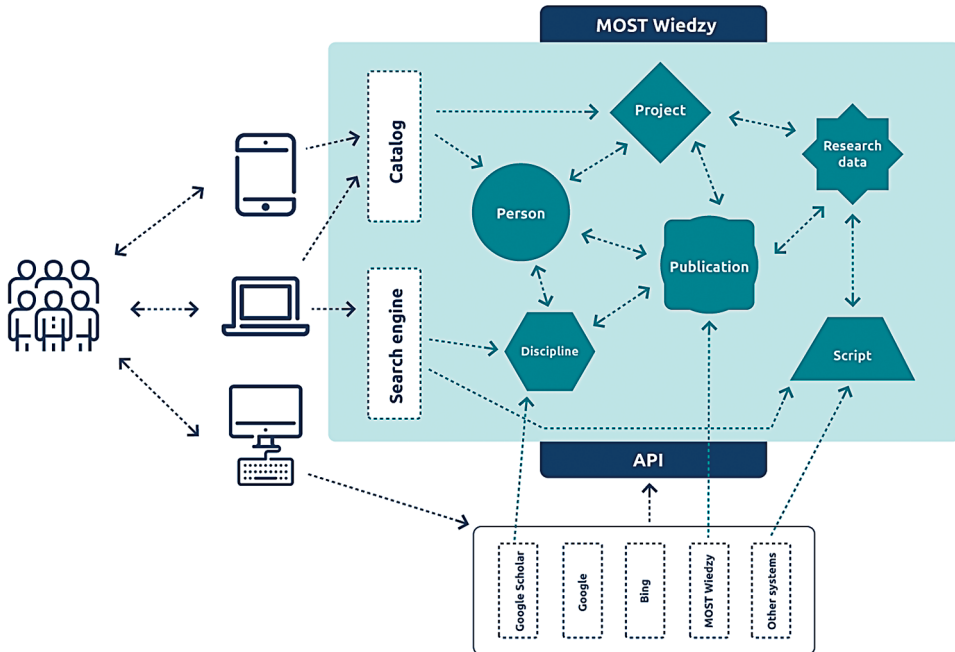 MOST Wiedzy
Catalog
Search engine
Project
Research
data
Person
Publication
Discipline
Script
API
Google Scholar
Google
Bing
MOST Wiedzy
Other systems